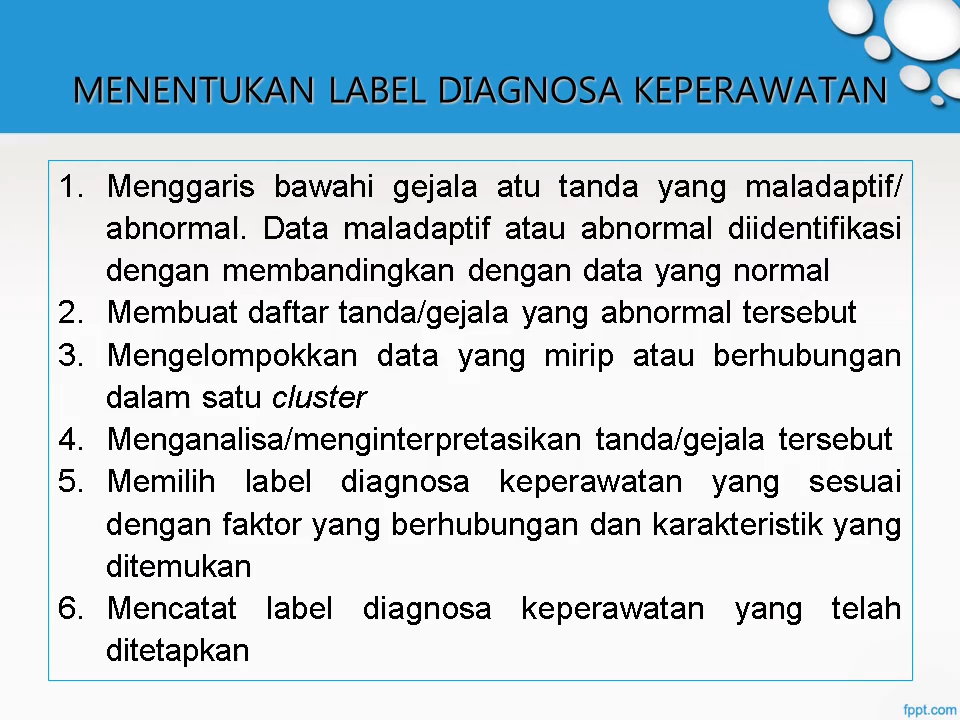 MENENTUKAN LABEL DIAGNOSA KEPERAWATAN
1. Menggaris bawahi gejala atu tanda yang maladaptif/
abnormal. Data maladaptif atau abnormal diidentifikasi
dengan membandingkan dengan data yang normal
2. Membuat daftar tanda/gejala yang abnormal tersebut
3. Mengelompokkan data yang mirip atau berhubungan
dalam satu cluster
4. Menganalisa/menginterpretasikan tanda/gejala tersebut
5. Memilih label diagnosa keperawatan yang sesuai
dengan faktor yang berhubungan dan karakteristik yang
ditemukan
6. Mencatat label diagnosa keperawatan yang telah
ditetapkan
fppt.com